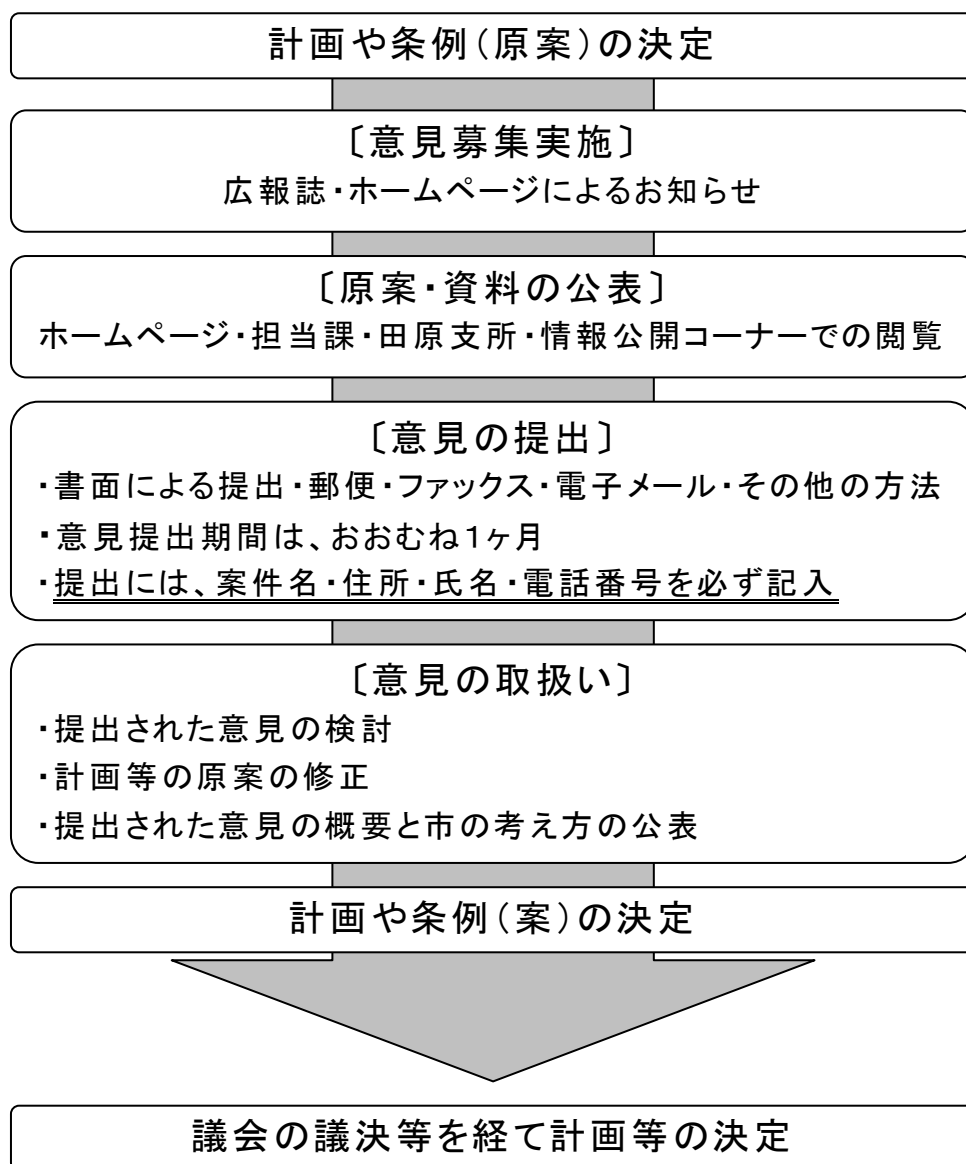 計画や条例(原案)の決定
〔意見募集実施〕
広報誌・ホームページによるお知らせ
〔原案・資料の公表〕
ホームページ・担当課・田原支所・情報公開コーナーでの閲覧
〔意見の提出〕
・書面による提出・郵便・ファックス・電子メール・その他の方法
・意見提出期間は、おおむね1ヶ月
・提出には、案件名・住所・氏名・電話番号を必ず記入
〔意見の取扱い〕
・提出された意見の検討
・計画等の原案の修正
・提出された意見の概要と市の考え方の公表
計画や条例(案)の決定
議会の議決等を経て計画等の決定